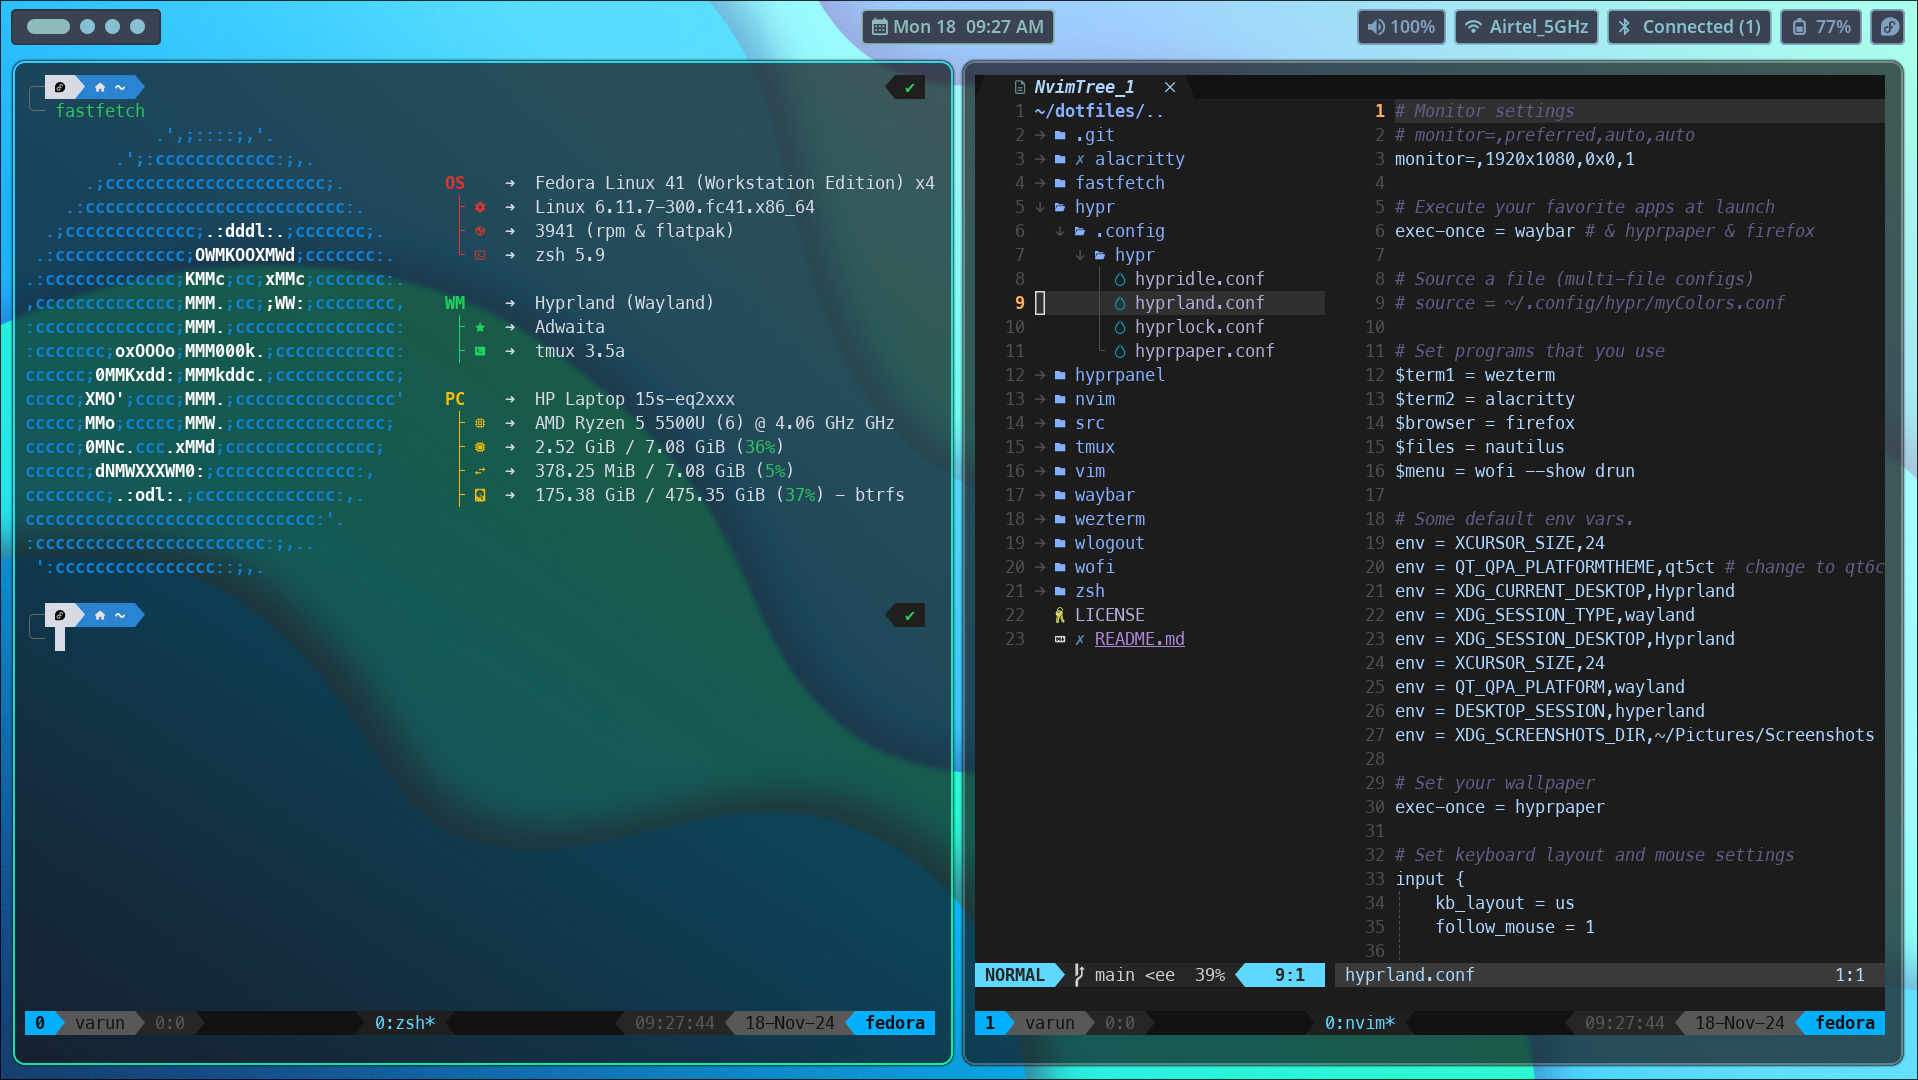 Mon 18 09:27 AM
100%
Airtel_5GHz
Connected (1)
77%
~
fastfetch
.',;::::;,'.
.';:cccccccccccc:;,.
.;cccccccccccccccccccccc;.
.:cccccccccccccccccccccccccc:.
.;ccccccccccccc;.:dddl:.;ccccccc;.
.:ccccccccccccc;OWMKOOXMWd;ccccccc:.
.:ccccccccccccc;KMMc;cc;xMMc;ccccccc:.
,cccccccccccccc;MMM.;cc;;WW:;cccccccc,
:cccccccccccccc;MMM.;cccccccccccccccc:
:ccccccc;oxOOOo;MMM000k.;cccccccccccc:
cccccc;0MMKxdd:;MMMkddc.;cccccccccccc;
ccccc;XMO';cccc;MMM.;cccccccccccccccc'
ccccc;MMo;ccccc;MMW.;ccccccccccccccc;
ccccc;0MNc.ccc.xMMd;ccccccccccccccc;
cccccc;dNMWXXXWM0:;cccccccccccccc:,
cccccccc;.:odl:.;cccccccccccccc:,.
ccccccccccccccccccccccccccccc:'.
:ccccccccccccccccccccccc:;,..
':cccccccccccccccc::;,.
OS ➜ Fedora Linux 41 (Workstation Edition) x4
➜ Linux 6.11.7-300.fc41.x86_64
➜ 3941 (rpm & flatpak)
➜ zsh 5.9
WM ➜ Hyprland (Wayland)
➜ Adwaita
➜ tmux 3.5a
PC ➜ HP Laptop 15s-eq2xxx
➜ AMD Ryzen 5 5500U (6) @ 4.06 GHz GHz
➜ 2.52 GiB / 7.08 GiB (36%)
➜ 378.25 MiB / 7.08 GiB (5%)
➜ 175.38 GiB / 475.35 GiB (37%) - btrfs
~
0 varun 0:0 0:zsh* 09:27:44 18-Nov-24 fedora
NvimTree_1 ×
1 ~/dotfiles/..
2 .git
3 ✗ alacritty
4 fastfetch
5 hypr
6 .config
7 hypr
8 hypridle.conf
9 hyprland.conf
10 hyprlock.conf
11 hyprpaper.conf
12 hyprpanel
13 nvim
14 src
15 tmux
16 vim
17 waybar
18 wezterm
19 wlogout
20 wofi
21 zsh
22 LICENSE
23 ✗ README.md
1 # Monitor settings
2 # monitor=,preferred,auto,auto
3 monitor=,1920x1080,0x0,1
4
5 # Execute your favorite apps at launch
6 exec-once = waybar # & hyprpaper & firefox
7
8 # Source a file (multi-file configs)
9 # source = ~/.config/hypr/myColors.conf
10
11 # Set programs that you use
12 $term1 = wezterm
13 $term2 = alacritty
14 $browser = firefox
15 $files = nautilus
16 $menu = wofi --show drun
17
18 # Some default env vars.
19 env = XCURSOR_SIZE,24
20 env = QT_QPA_PLATFORMTHEME,qt5ct # change to qt6c
21 env = XDG_CURRENT_DESKTOP,Hyprland
22 env = XDG_SESSION_TYPE,wayland
23 env = XDG_SESSION_DESKTOP,Hyprland
24 env = XCURSOR_SIZE,24
25 env = QT_QPA_PLATFORM,wayland
26 env = DESKTOP_SESSION,hyperland
27 env = XDG_SCREENSHOTS_DIR,~/Pictures/Screenshots
28
29 # Set your wallpaper
30 exec-once = hyprpaper
31
32 # Set keyboard layout and mouse settings
33 input {
34 kb_layout = us
35 follow_mouse = 1
36
NORMAL main <ee 39% 9:1 hyprland.conf 1:1
1 varun 0:0 0:nvim* 09:27:44 18-Nov-24 fedora